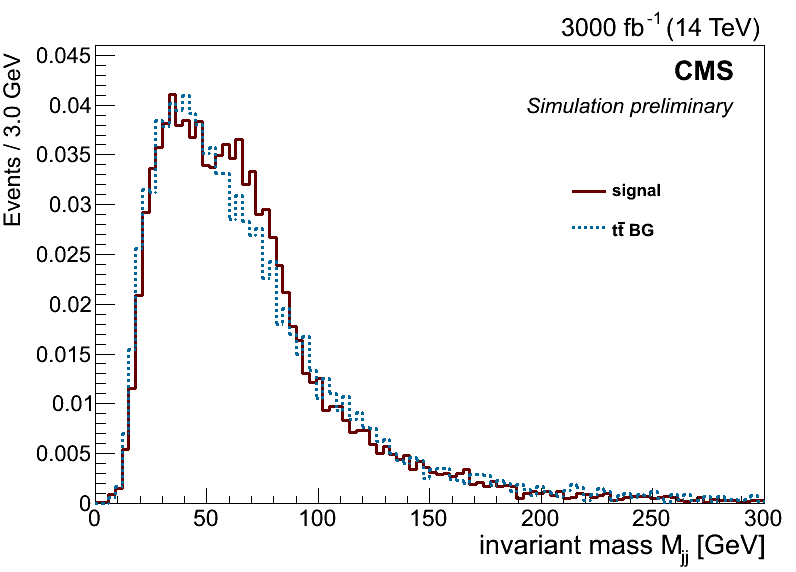 3000 fb-1 (14 TeV)
CMS
Simulation preliminary
Events / 3.0 GeV
0.045
0.04
0.035
0.03
0.025
0.02
0.015
0.01
0.005
0
signal
tt̄ BG
0 50 100 150 200 250 300
invariant mass Mjj [GeV]